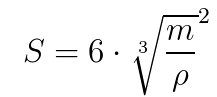 S = 6 · ∛(m/ρ)²